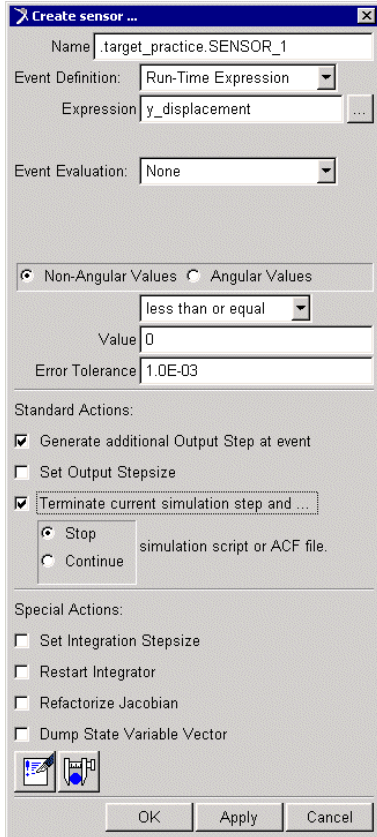 Create sensor ...
Name .target_practice.SENSOR_1
Event Definition: Run-Time Expression
Expression y_displacement ...
Event Evaluation: None
Non-Angular Values Angular Values
less than or equal
Value 0
Error Tolerance 1.0E-03
Standard Actions:
Generate additional Output Step at event
Set Output Stepsize
Terminate current simulation step and ...
Stop
simulation script or ACF file.
Continue
Special Actions:
Set Integration Stepsize
Restart Integrator
Refactorize Jacobian
Dump State Variable Vector
OK Apply Cancel